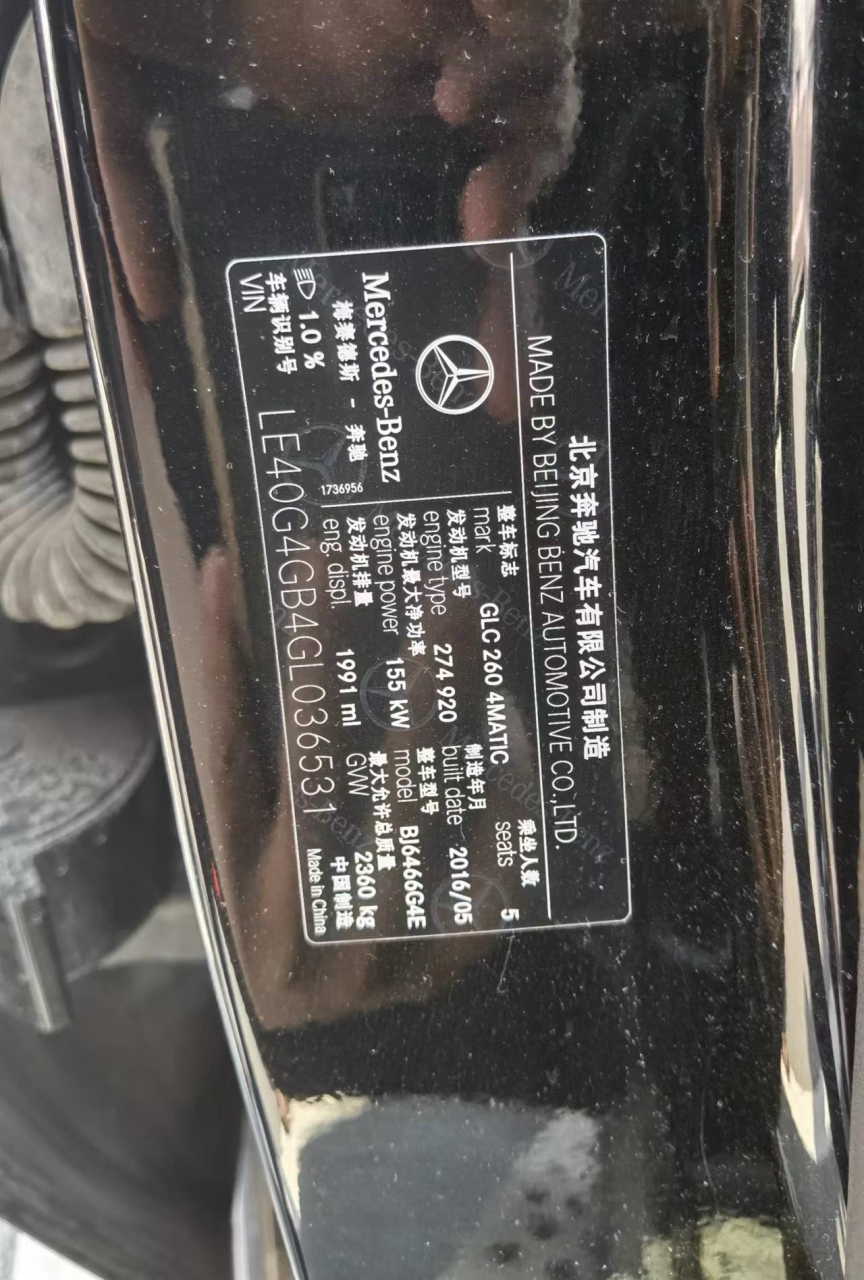 北京奔驰汽车有限公司制造
MADE BY BEIJING BENZ AUTOMOTIVE CO.,LTD.
Mercedes-Benz
梅赛德斯 - 奔驰
1736956
1.0 %
整车标志
mark GLC 260 4MATIC
乘坐人数
seats 5
发动机型号
engine type 274 920
制造年月
built date 2016/05
发动机最大净功率
engine power 155 kW
整车型号
model BJ6466G4E
发动机排量
eng. displ. 1991 ml
最大允许总质量
GVW 2360 kg
车辆识别号
VIN LE40G4GB4GL036531
中国制造
Made in China